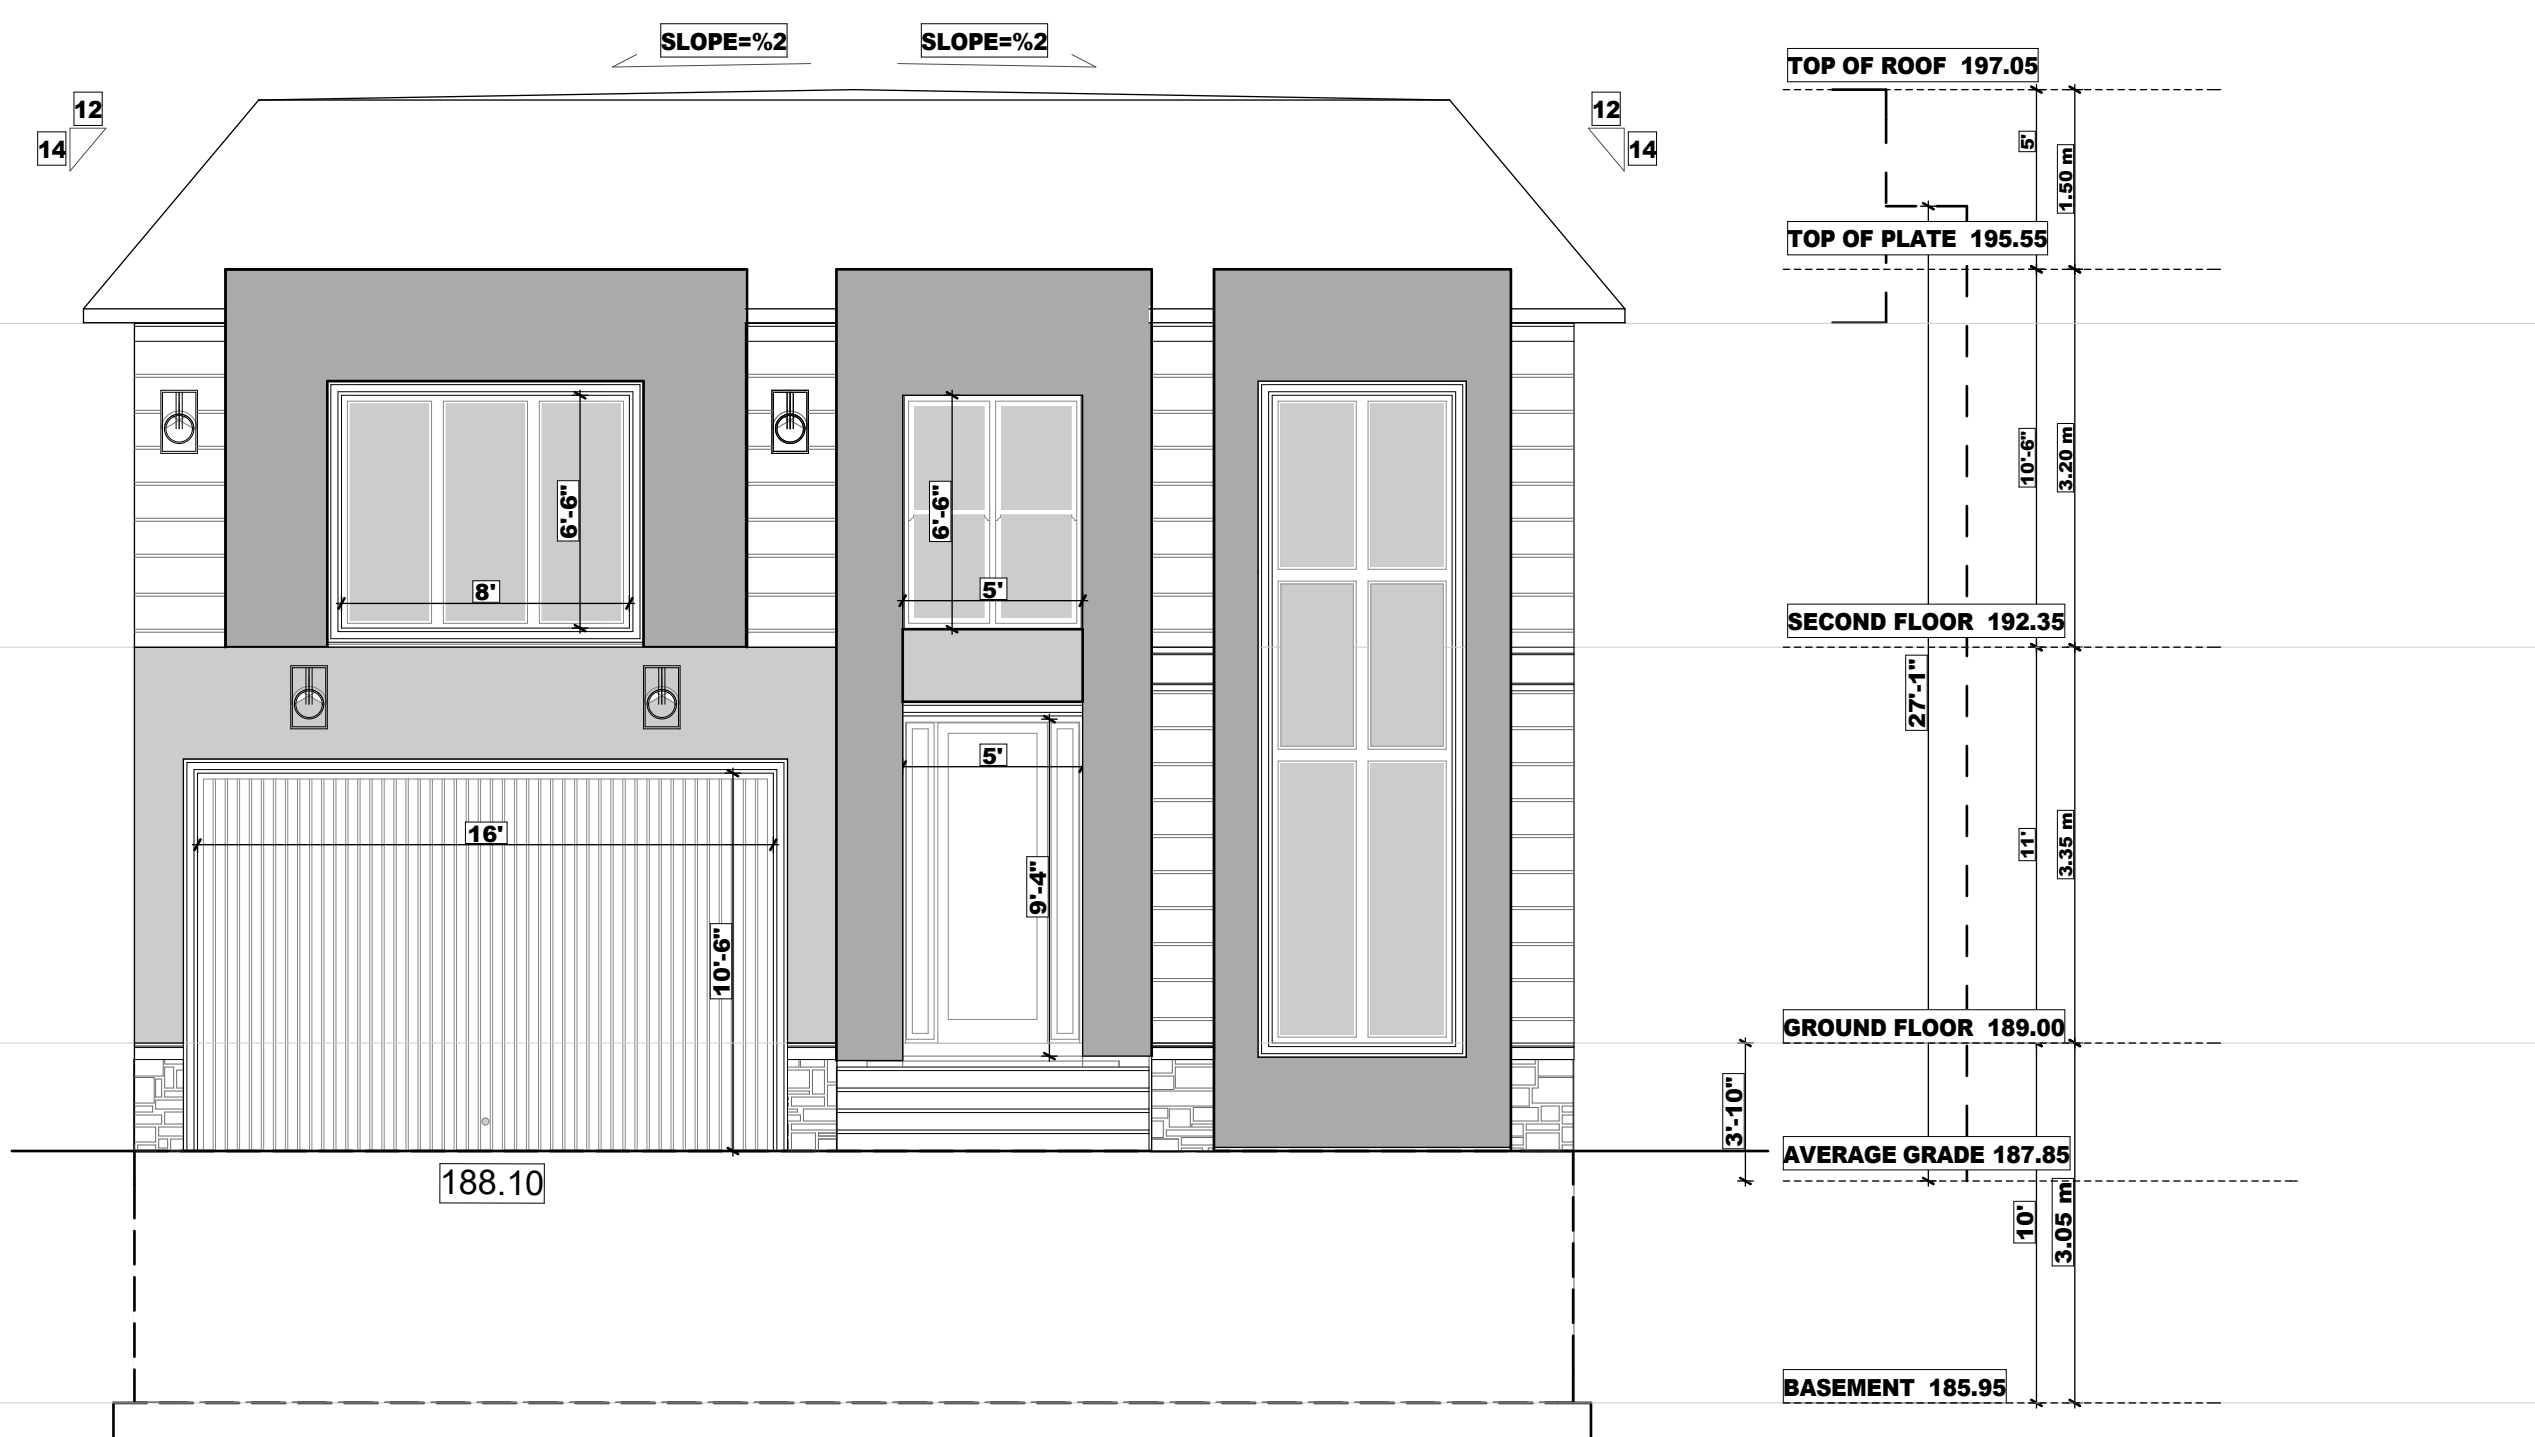 SLOPE=%2
SLOPE=%2
TOP OF ROOF 197.05
12
14
12
14
5'
1.50 m
TOP OF PLATE 195.55
10'-6"
3.20 m
6'-6"
8'
6'-6"
5'
SECOND FLOOR 192.35
27'-1"
5'
16'
9'-4"
10'-6"
11'
3.35 m
GROUND FLOOR 189.00
3'-10"
AVERAGE GRADE 187.85
188.10
10'
3.05 m
BASEMENT 185.95